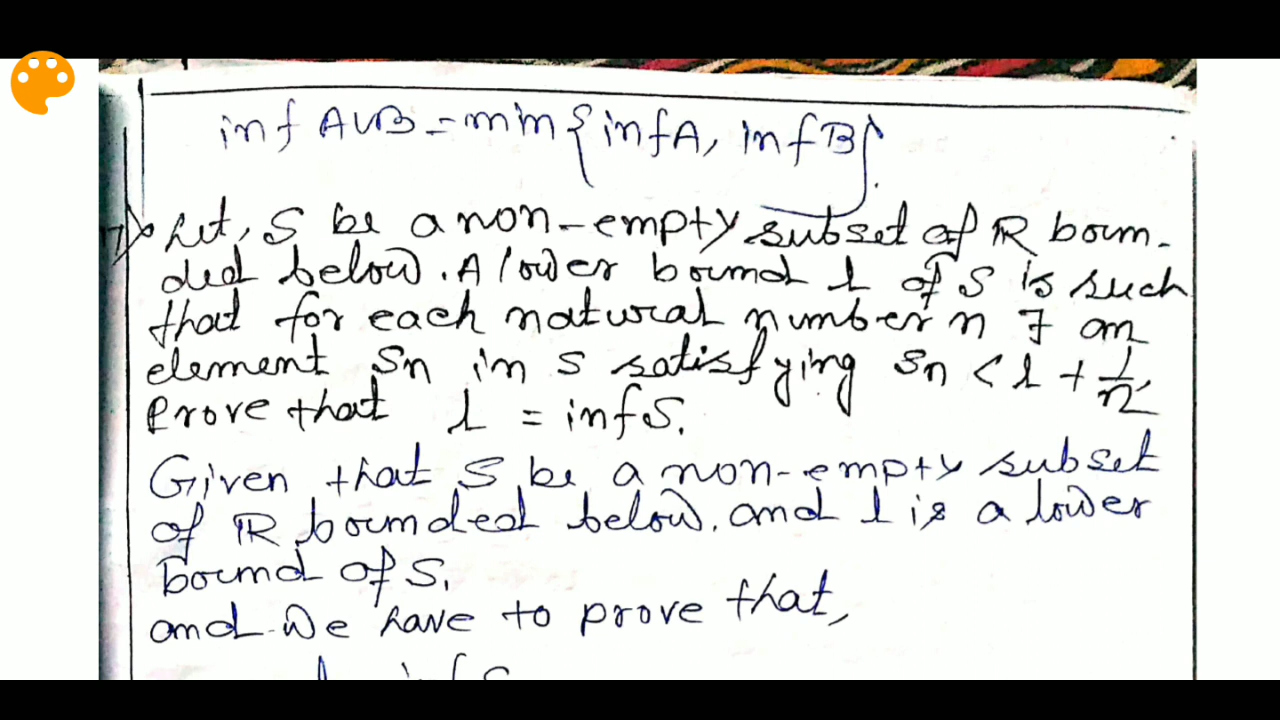 inf A∪B = min {inf A, inf B}.
7) Let, S be a non-empty subset of ℝ boun-
ded below. A lower bound l of S is such
that for each natural number n ∃ an
element Sn in S satisfying Sn < l + 1/n.
Prove that l = inf S.
Given that S be a non-empty subset
of ℝ bounded below. and l is a lower
bound of S.
and We have to prove that,